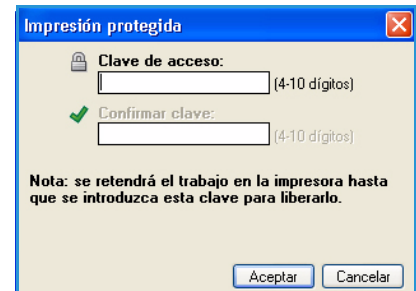 Impresión protegida
Clave de acceso:
(4-10 dígitos)
Confirmar clave:
(4-10 dígitos)
Nota: se retendrá el trabajo en la impresora hasta
que se introduzca esta clave para liberarlo.
Aceptar Cancelar